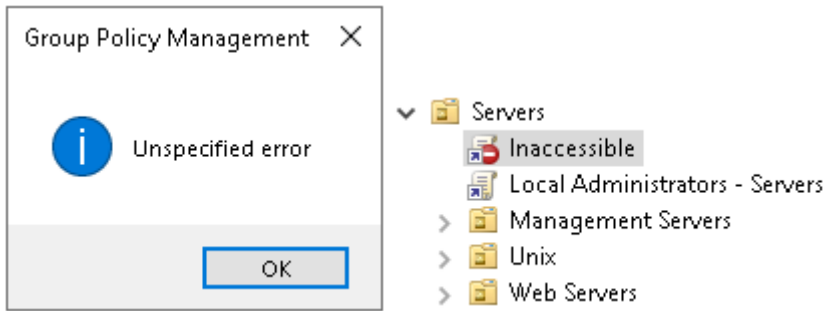 Group Policy Management
Unspecified error
OK
Servers
Inaccessible
Local Administrators - Servers
Management Servers
Unix
Web Servers